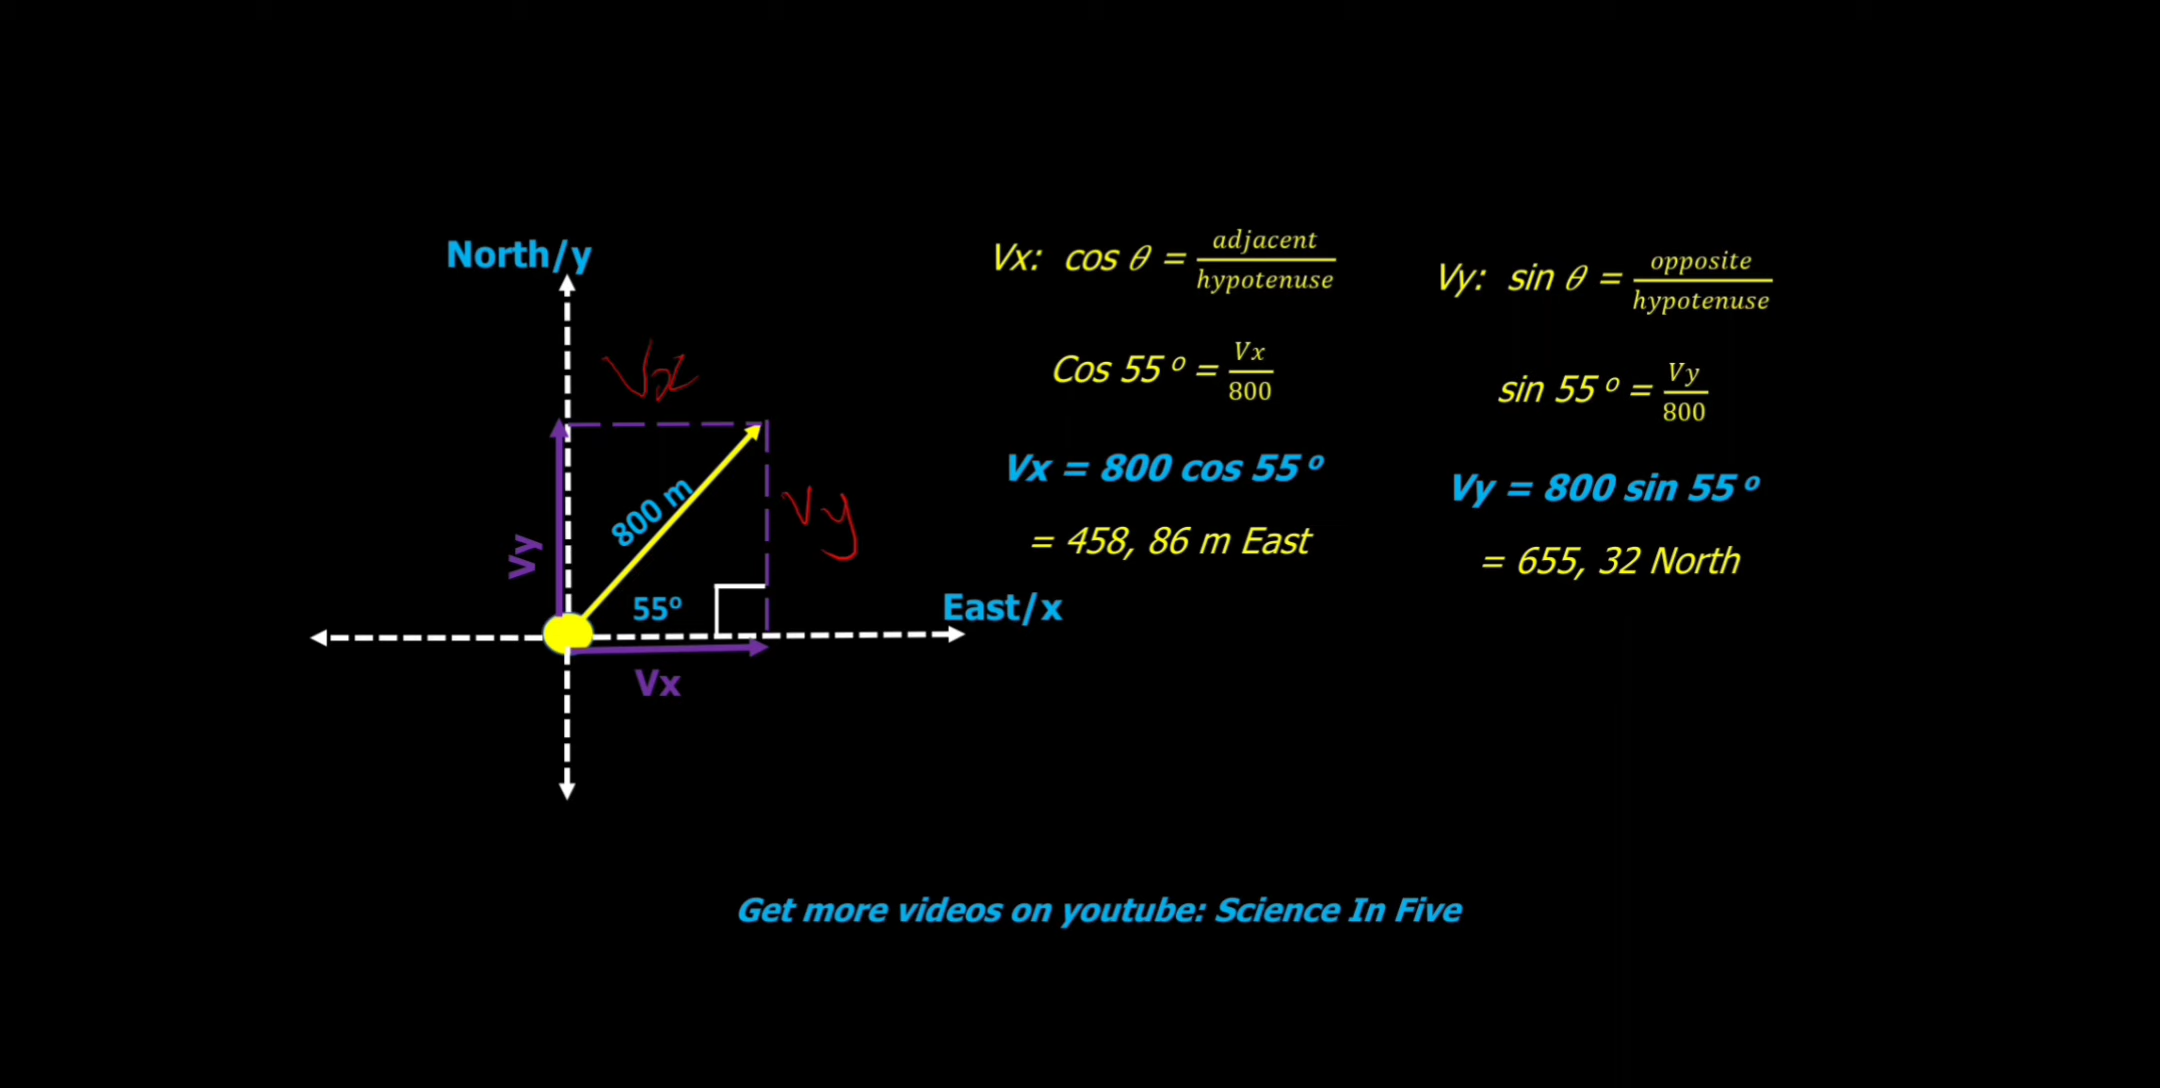 North/y
Vx
800 m
Vy
Vy
55º
East/x
Vx
Vx: cos θ = adjacent/hypotenuse
Cos 55 º = Vx/800
Vx = 800 cos 55 º
= 458, 86 m East
Vy: sin θ = opposite/hypotenuse
sin 55 º = Vy/800
Vy = 800 sin 55 º
= 655, 32 North
Get more videos on youtube: Science In Five